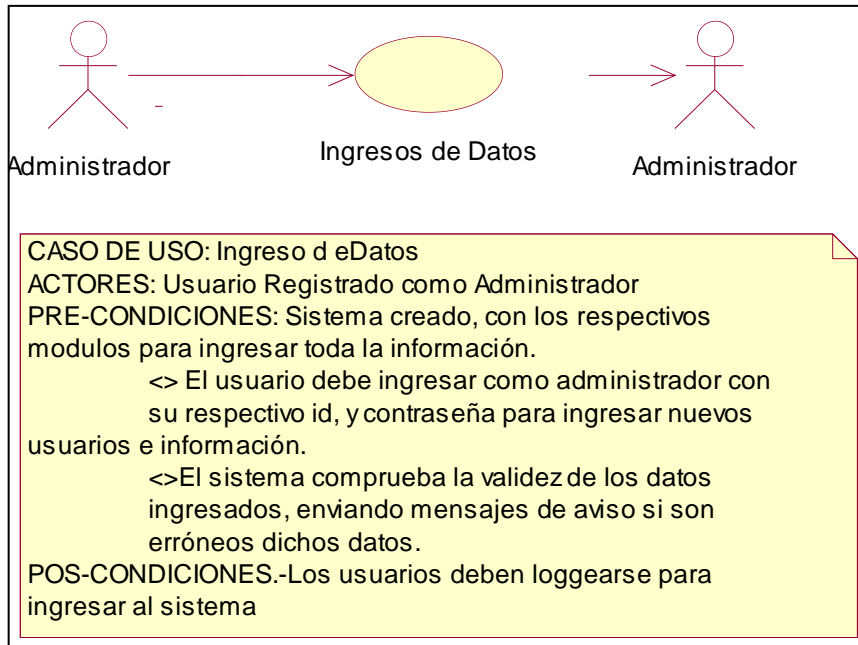 Administrador
Ingresos de Datos
Administrador
CASO DE USO: Ingreso d eDatos
ACTORES: Usuario Registrado como Administrador
PRE-CONDICIONES: Sistema creado, con los respectivos
modulos para ingresar toda la información.
<> El usuario debe ingresar como administrador con
su respectivo id, y contraseña para ingresar nuevos
usuarios e información.
<>El sistema comprueba la validez de los datos
ingresados, enviando mensajes de aviso si son
erróneos dichos datos.
POS-CONDICIONES.-Los usuarios deben loggearse para
ingresar al sistema